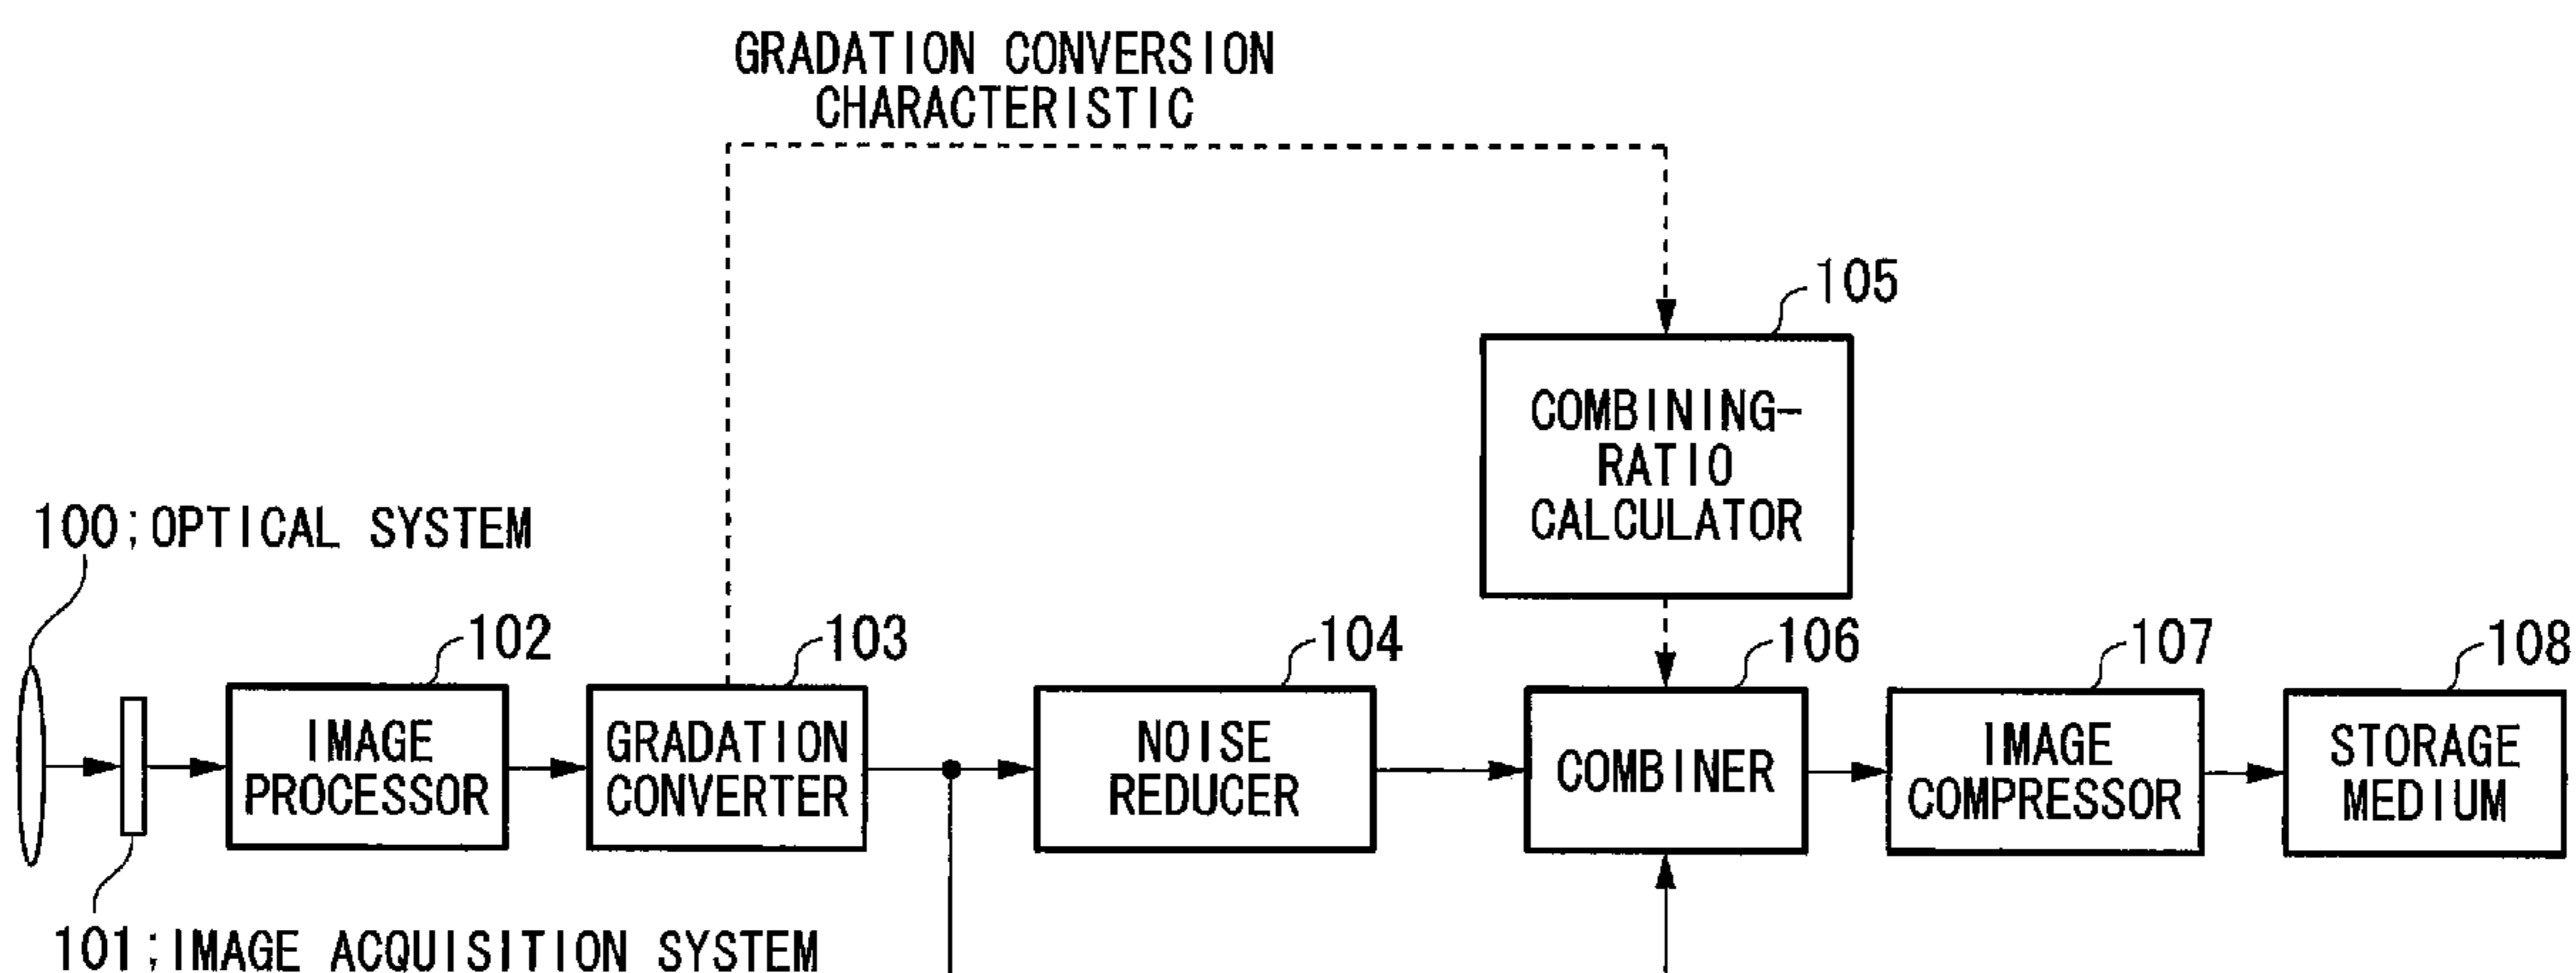 GRADATION CONVERSION
CHARACTERISTIC
105
COMBINING-
RATIO
CALCULATOR
100;OPTICAL SYSTEM
102
103
104
106
107
108
IMAGE
PROCESSOR
GRADATION
CONVERTER
NOISE
REDUCER
COMBINER
IMAGE
COMPRESSOR
STORAGE
MEDIUM
101;IMAGE ACQUISITION SYSTEM